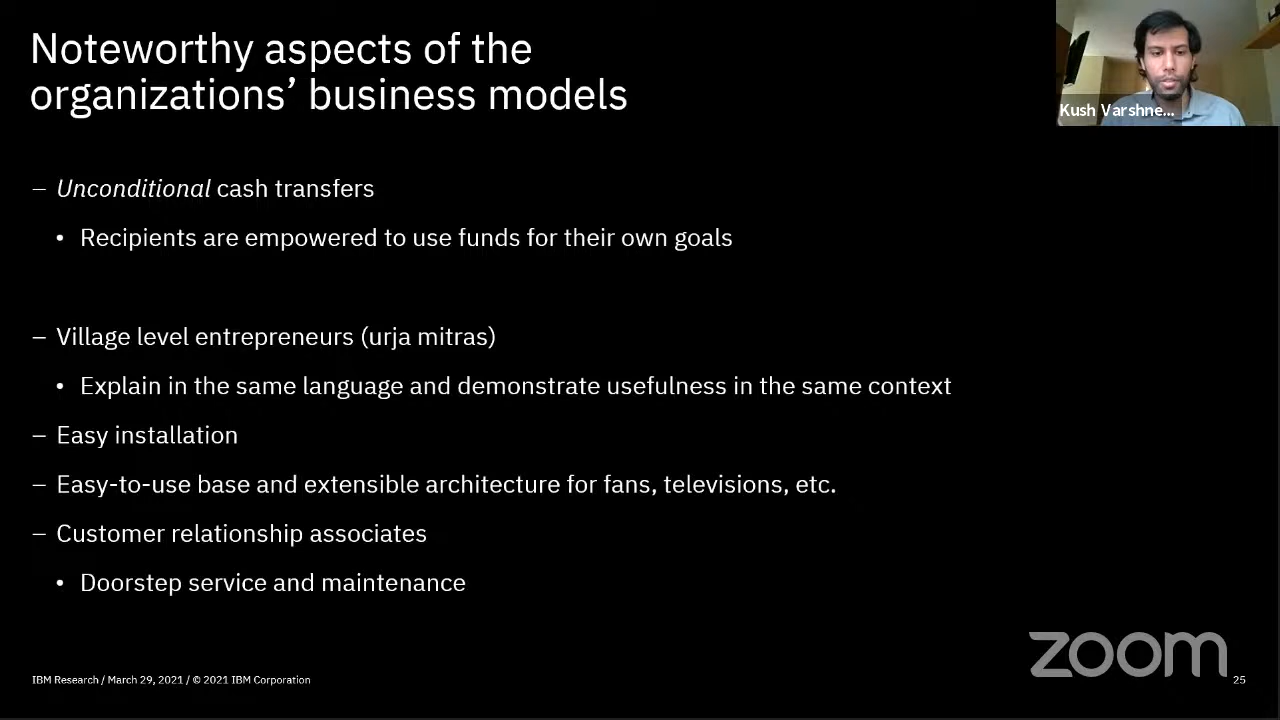 Noteworthy aspects of the
organizations’ business models
Kush Varshne...
– Unconditional cash transfers
• Recipients are empowered to use funds for their own goals
– Village level entrepreneurs (urja mitras)
• Explain in the same language and demonstrate usefulness in the same context
– Easy installation
– Easy-to-use base and extensible architecture for fans, televisions, etc.
– Customer relationship associates
• Doorstep service and maintenance
zoom
IBM Research / March 29, 2021 / © 2021 IBM Corporation
25